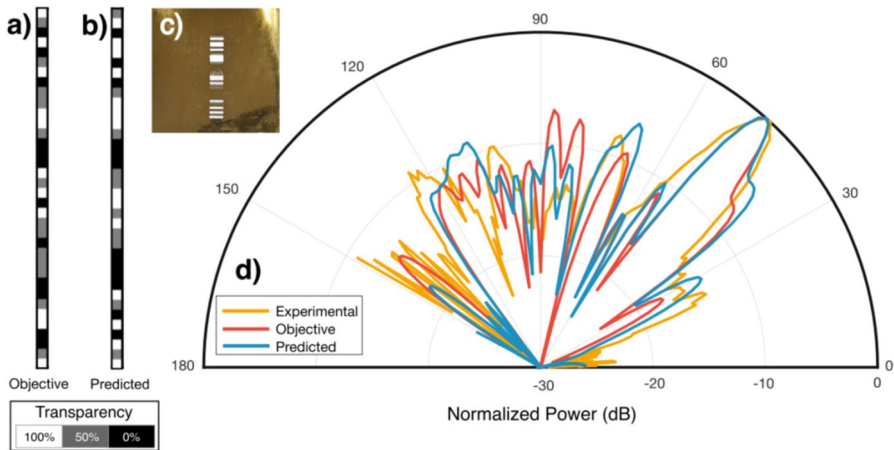 a)
b)
c)
90
120
60
150
30
d)
Experimental
Objective
Predicted
180
0
Objective
Predicted
-30
-20
-10
0
Transparency
100%
50%
0%
Normalized Power (dB)